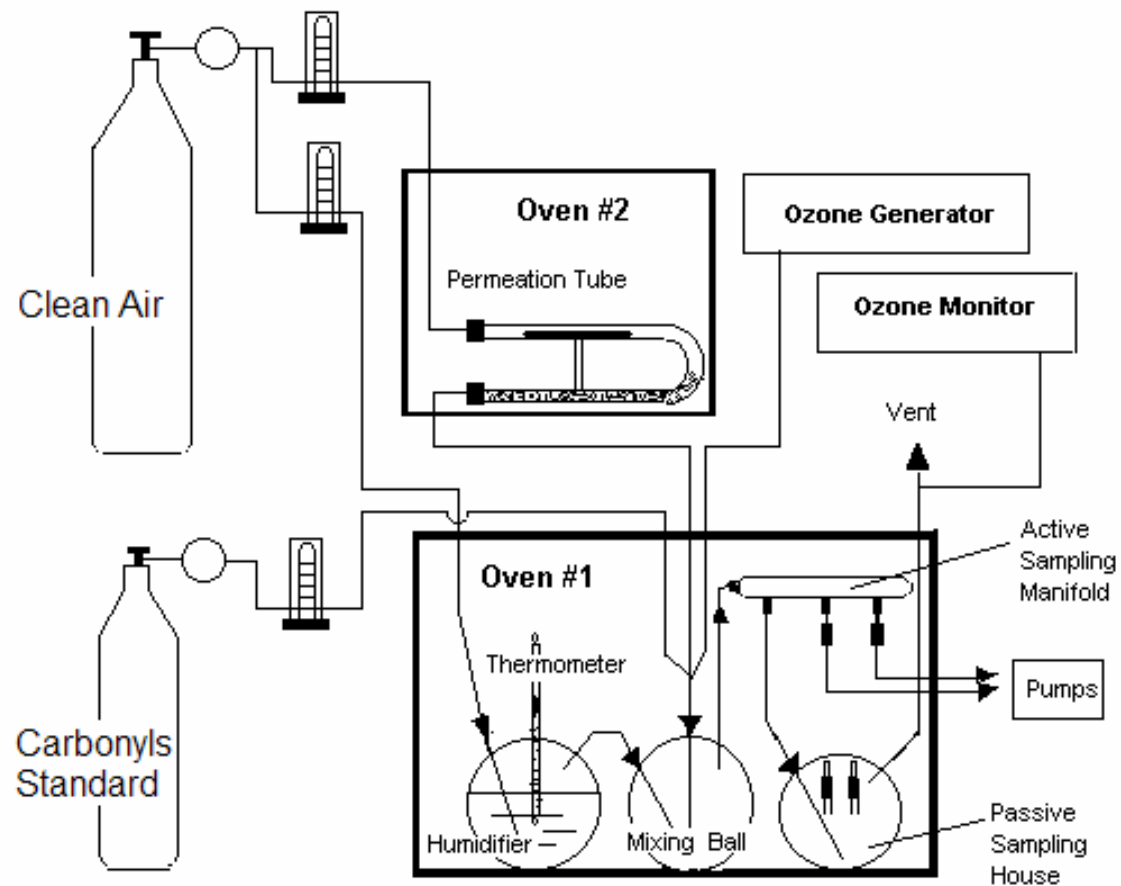 Oven #2
Ozone Generator
Permeation Tube
Clean Air
Ozone Monitor
Vent
Active
Sampling
Manifold
Oven #1
Thermometer
Pumps
Carbonyls
Standard
Humidifier
Mixing Ball
Passive
Sampling
House